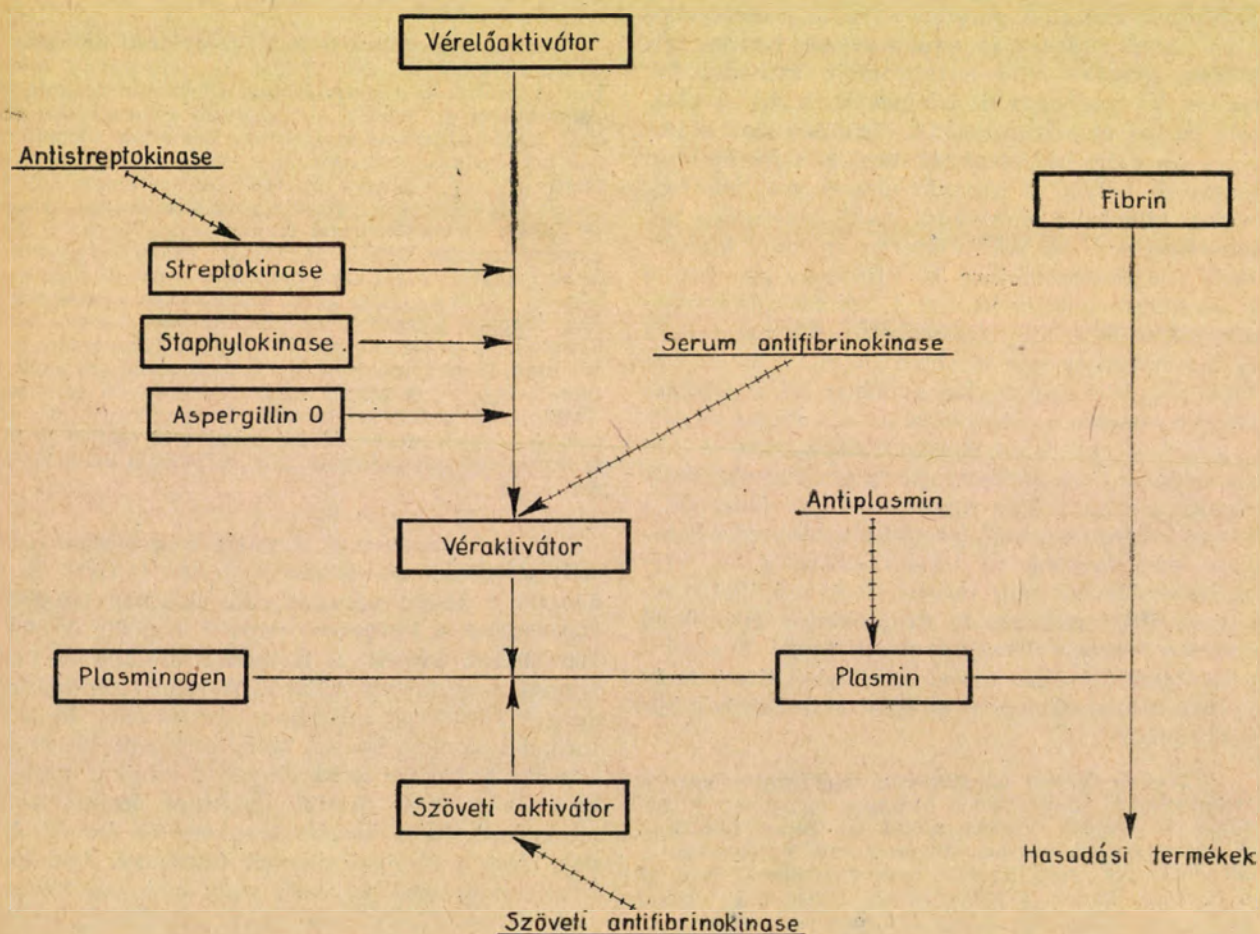 Vérelőaktivátor
Antistreptokinase
Fibrin
Streptokinase
Staphylokinase
Serum antifibrinokinase
Aspergillin O
Antiplasmin
Véraktivátor
Plasminogen
Plasmin
Szöveti aktivátor
Hasadási termékek
Szöveti antifibrinokinase